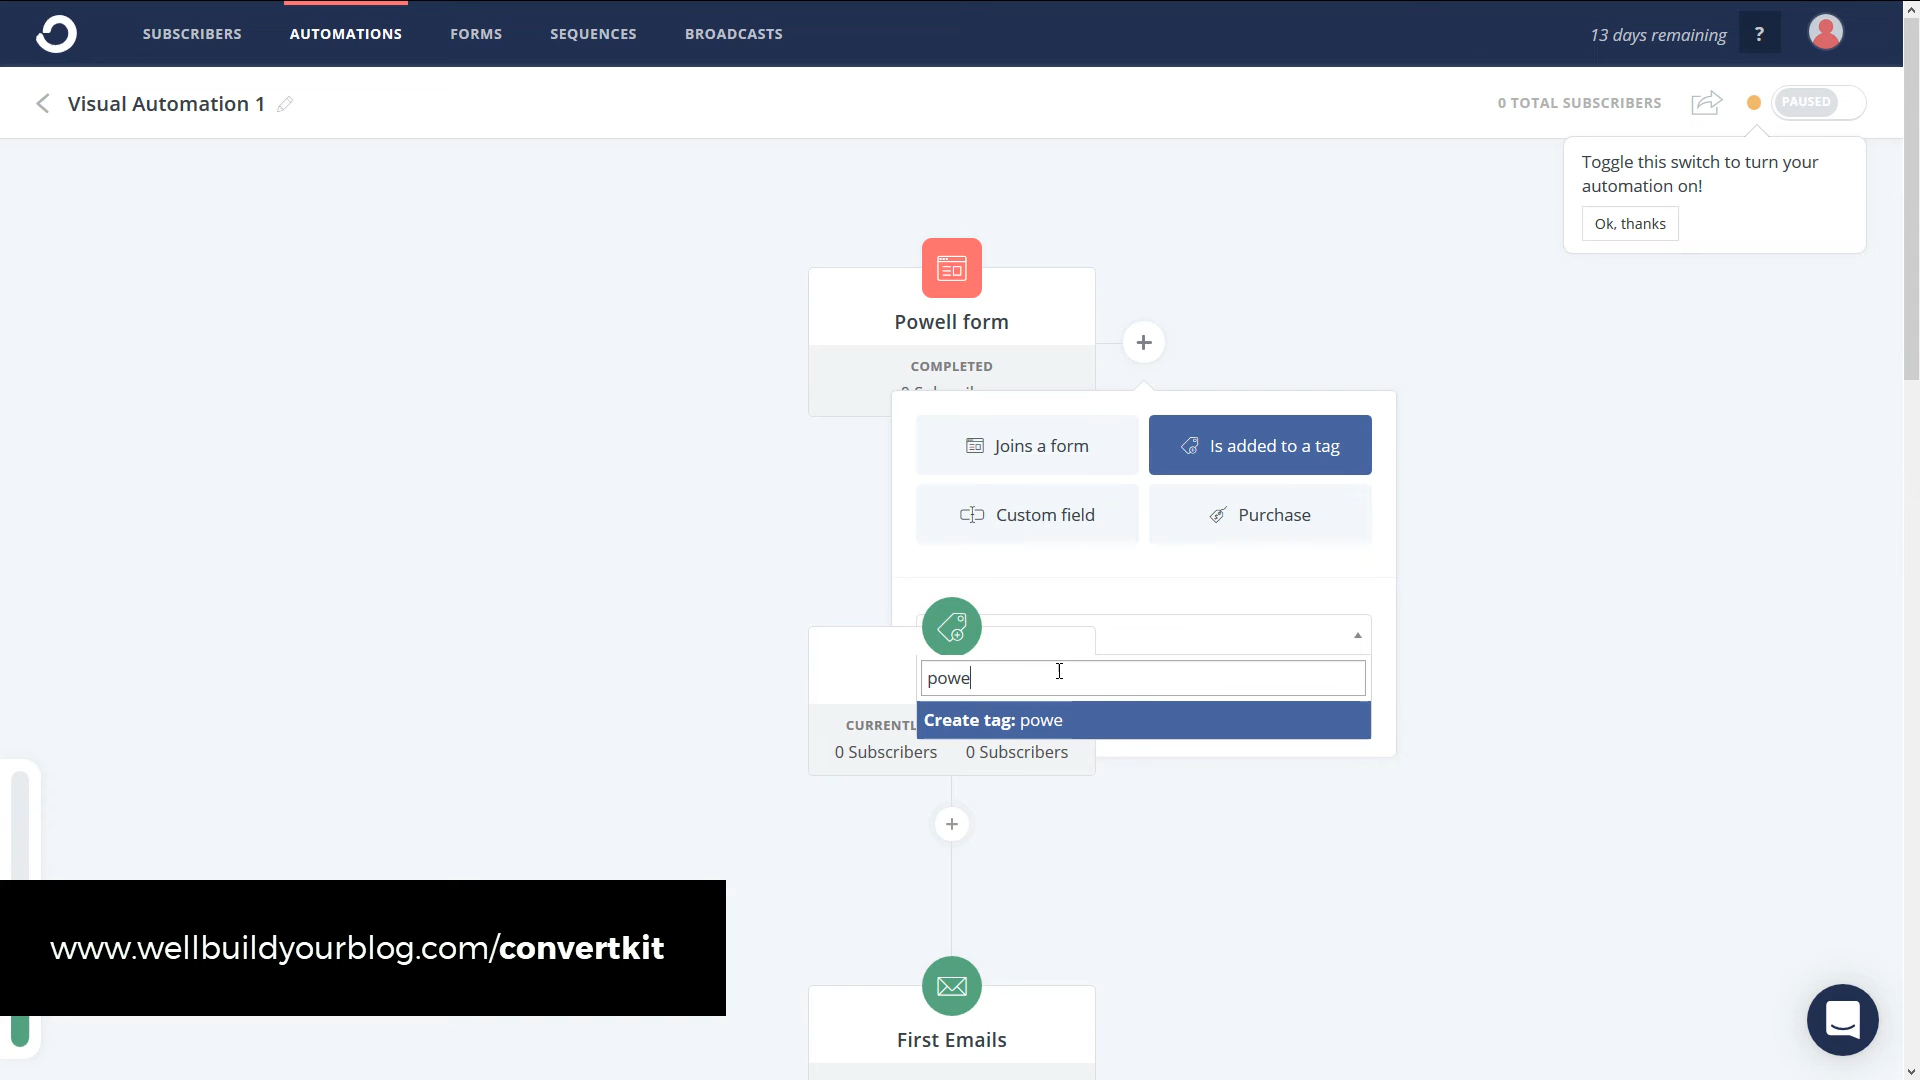 SUBSCRIBERS
AUTOMATIONS
FORMS
SEQUENCES
BROADCASTS
13 days remaining
?
Visual Automation 1
0 TOTAL SUBSCRIBERS
PAUSED
Toggle this switch to turn your
automation on!
Ok, thanks
Powell form
COMPLETED
Joins a form
Is added to a tag
Custom field
Purchase
powe
Create tag: powe
CURRENTL
0 Subscribers
0 Subscribers
www.wellbuildyourblog.com/convertkit
First Emails